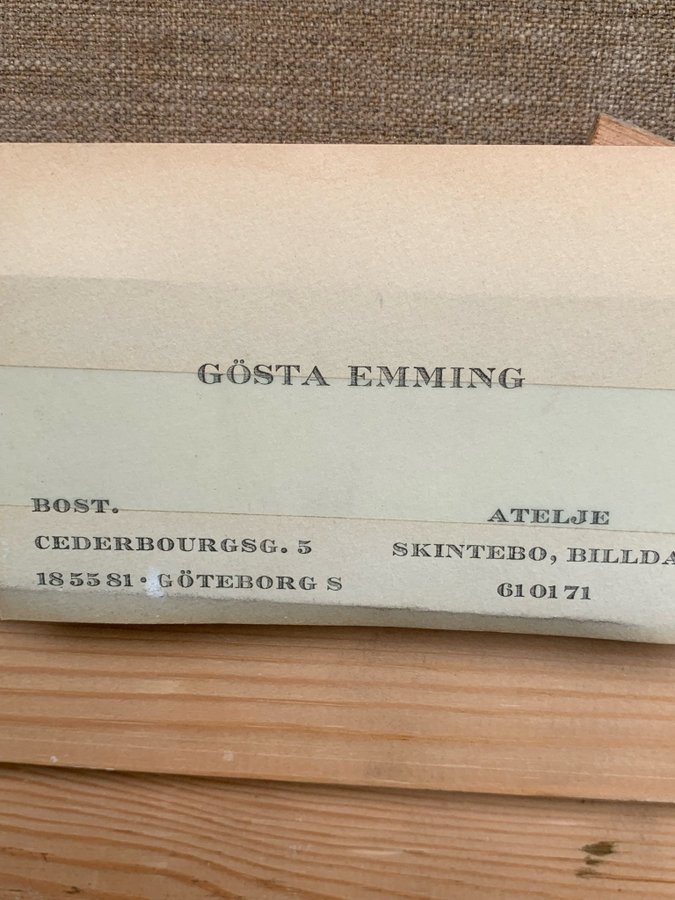 GÖSTA EMMING
BOST.
CEDERBOURGSG. 5
18 55 81 · GÖTEBORG S
ATELJE
SKINTEBO, BILLDA
61 01 71